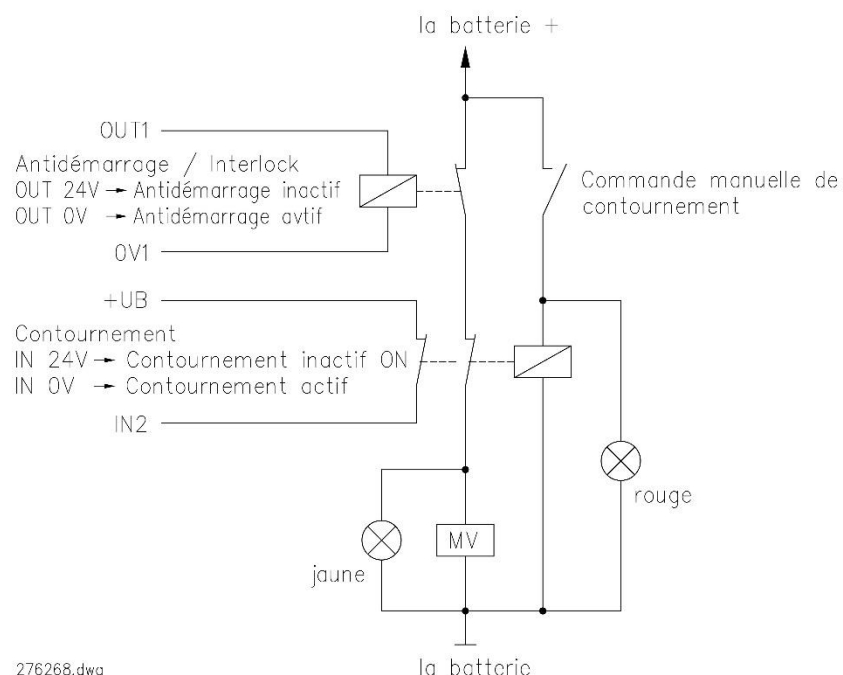 la batterie +
OUT1
Antidémarrage / Interlock
OUT 24V → Antidémarrage inactif
OUT 0V → Antidémarrage avtif
0V1
Commande manuelle de
contournement
+UB
Contournement
IN 24V → Contournement inactif ON
IN 0V → Contournement actif
IN2
rouge
MV
jaune
la batterie
276268.dwg